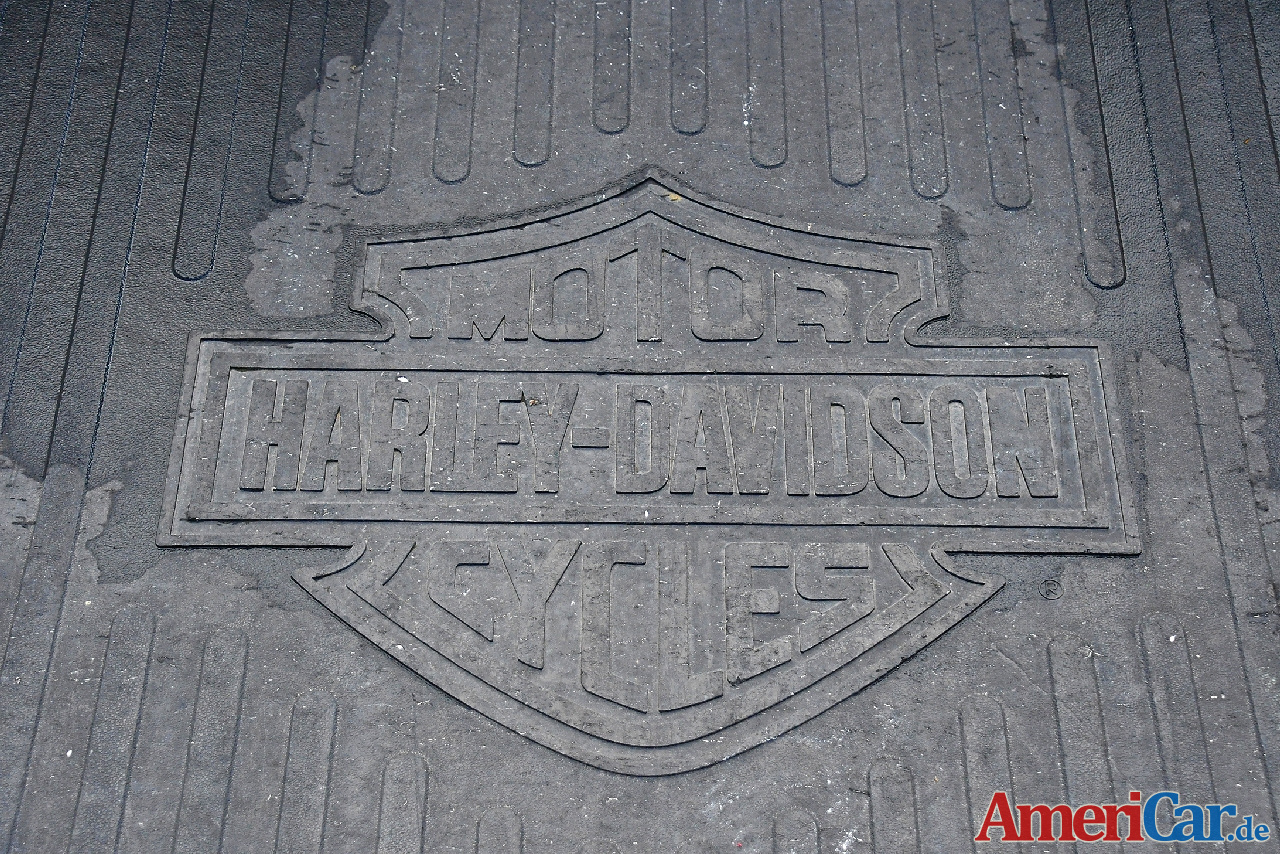 MOTOR
HARLEY-DAVIDSON
CYCLES
®
AmeriCar.de